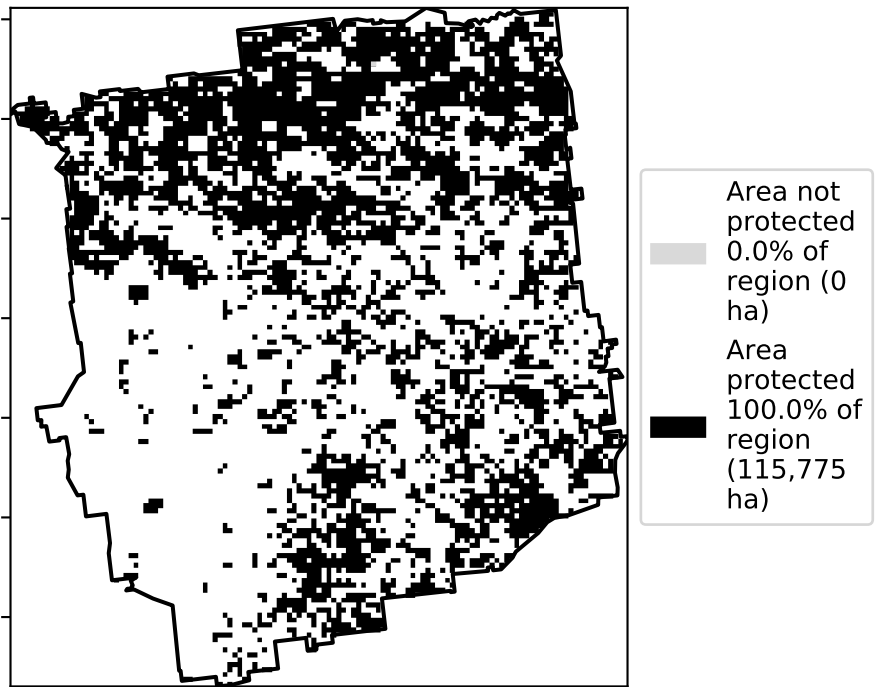 Area not
protected
0.0% of
region (0
ha)
Area
protected
100.0% of
region
(115,775
ha)